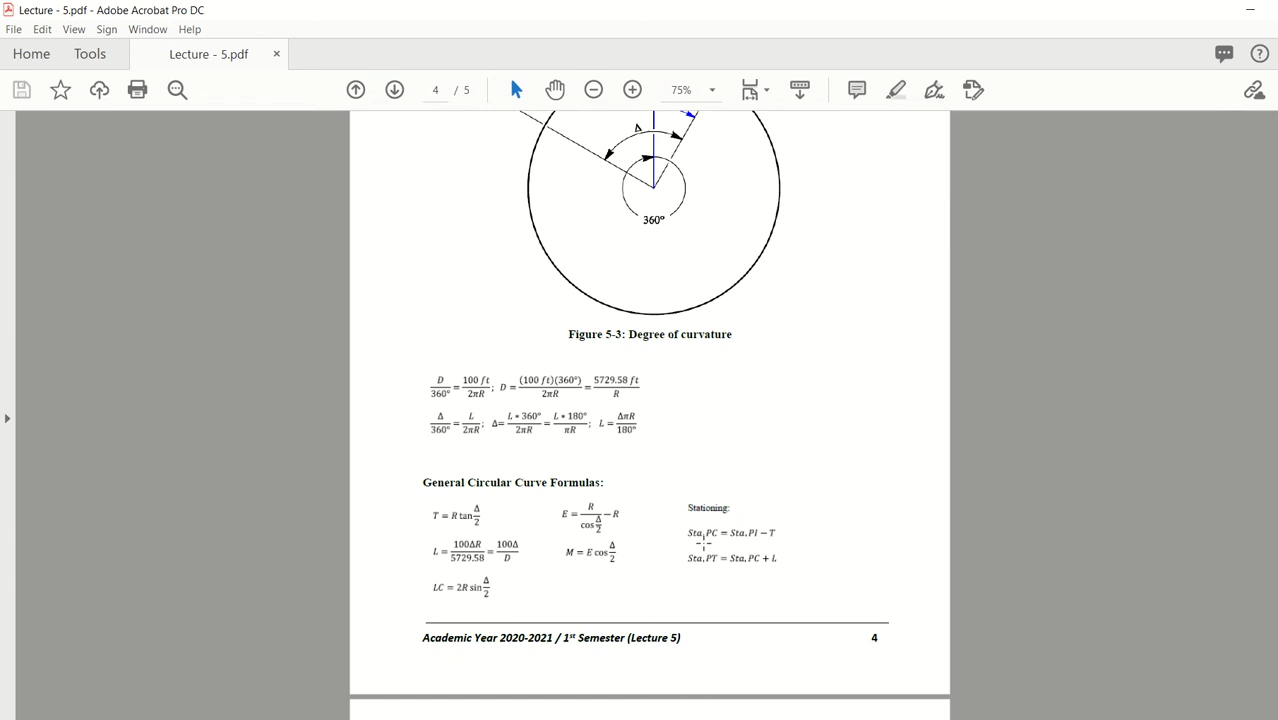 Lecture - 5.pdf - Adobe Acrobat Pro DC
File Edit View Sign Window Help
Home Tools Lecture - 5.pdf ×
4 / 5 75%
Δ
360°
Figure 5-3: Degree of curvature
D/360° = 100 ft/2πR; D = (100 ft)(360°)/2πR = 5729.58 ft/R
Δ/360° = L/2πR; Δ= L * 360°/2πR = L * 180°/πR; L = ΔπR/180°
General Circular Curve Formulas:
T = R tan Δ/2
L = 100ΔR/5729.58 = 100Δ/D
LC = 2R sin Δ/2
E = R/cos Δ/2 − R
M = E cos Δ/2
Stationing:
Sta. PC = Sta. PI − T
Sta. PT = Sta. PC + L
Academic Year 2020-2021 / 1st Semester (Lecture 5) 4